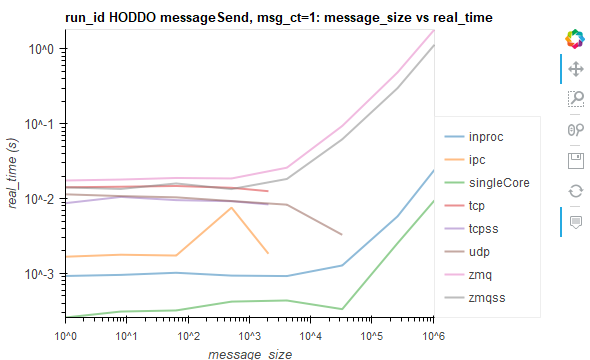 run_id HODDO messageSend, msg_ct=1: message_size vs real_time
real_time (s)
10^0
10^-1
10^-2
10^-3
10^0
10^1
10^2
10^3
10^4
10^5
10^6
message_size
inproc
ipc
singleCore
tcp
tcpss
udp
zmq
zmqss